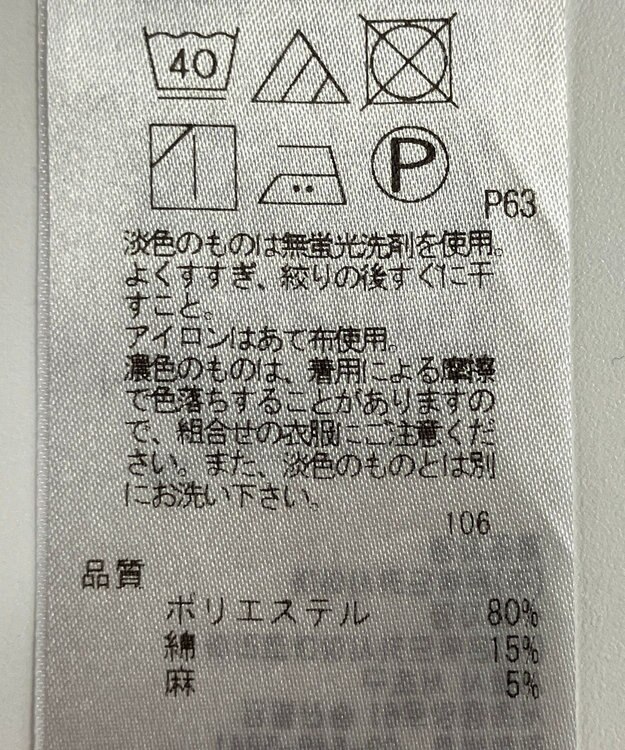 40
P
P63
淡色のものは無蛍光洗剤を使用。
よくすすぎ、絞りの後すぐに干
すこと。
アイロンはあて布使用。
濃色のものは、着用による摩擦
で色落ちすることがありますの
で、組合せの衣服にご注意くだ
さい。また、淡色のものとは別
にお洗い下さい。
106
品質
ポリエステル 80%
綿 15%
麻 5%